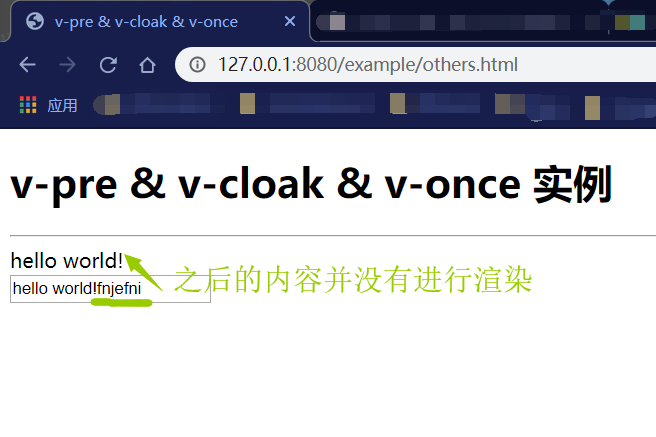 v-pre & v-cloak & v-once
127.0.0.1:8080/example/others.html
应用
v-pre & v-cloak & v-once 实例
hello world!
之后的内容并没有进行渲染
hello world!fnjefni